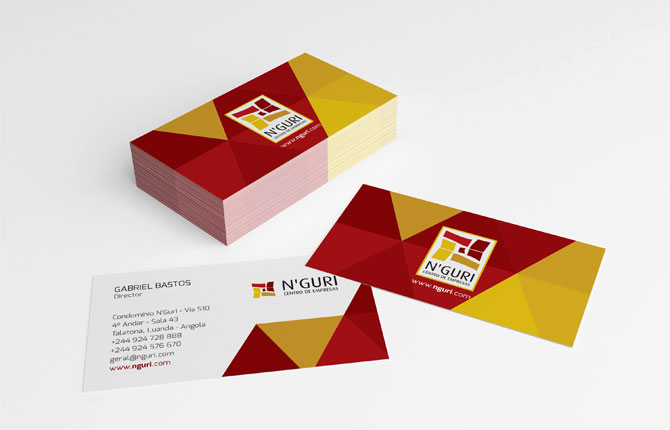 N'GURI
CENTRO DE EMPRESAS
www.nguri.com
N'GURI
CENTRO DE EMPRESAS
www.nguri.com
GABRIEL BASTOS
Director
Condomínio N'Guri - Via S10
4º Andar - Sala 43
Talatona, Luanda - Angola
+244 924 728 888
+244 924 576 670
geral@nguri.com
www.nguri.com
N'GURI
CENTRO DE EMPRESAS